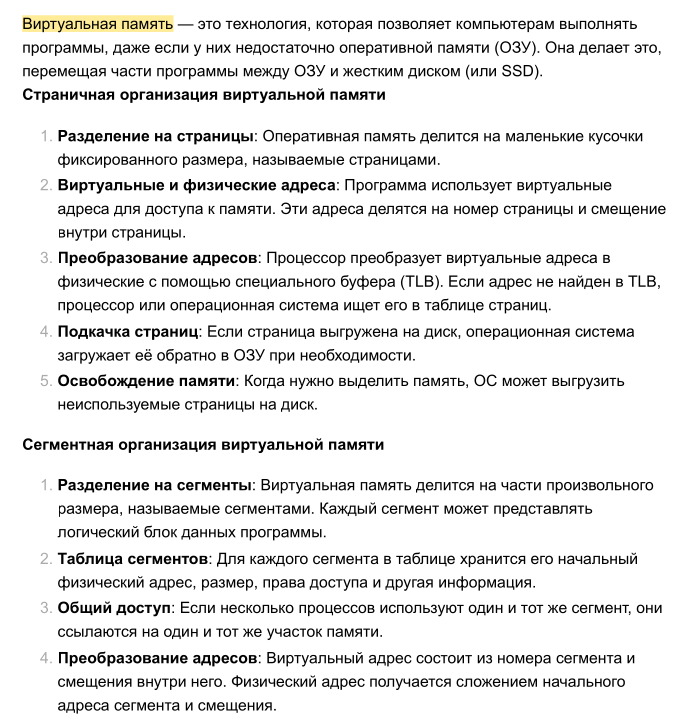 Виртуальная память — это технология, которая позволяет компьютерам выполнять
программы, даже если у них недостаточно оперативной памяти (ОЗУ). Она делает это,
перемещая части программы между ОЗУ и жестким диском (или SSD).
Страничная организация виртуальной памяти
1. Разделение на страницы: Оперативная память делится на маленькие кусочки
фиксированного размера, называемые страницами.
2. Виртуальные и физические адреса: Программа использует виртуальные
адреса для доступа к памяти. Эти адреса делятся на номер страницы и смещение
внутри страницы.
3. Преобразование адресов: Процессор преобразует виртуальные адреса в
физические с помощью специального буфера (TLB). Если адрес не найден в TLB,
процессор или операционная система ищет его в таблице страниц.
4. Подкачка страниц: Если страница выгружена на диск, операционная система
загружает её обратно в ОЗУ при необходимости.
5. Освобождение памяти: Когда нужно выделить память, ОС может выгрузить
неиспользуемые страницы на диск.
Сегментная организация виртуальной памяти
1. Разделение на сегменты: Виртуальная память делится на части произвольного
размера, называемые сегментами. Каждый сегмент может представлять
логический блок данных программы.
2. Таблица сегментов: Для каждого сегмента в таблице хранится его начальный
физический адрес, размер, права доступа и другая информация.
3. Общий доступ: Если несколько процессов используют один и тот же сегмент, они
ссылаются на один и тот же участок памяти.
4. Преобразование адресов: Виртуальный адрес состоит из номера сегмента и
смещения внутри него. Физический адрес получается сложением начального
адреса сегмента и смещения.